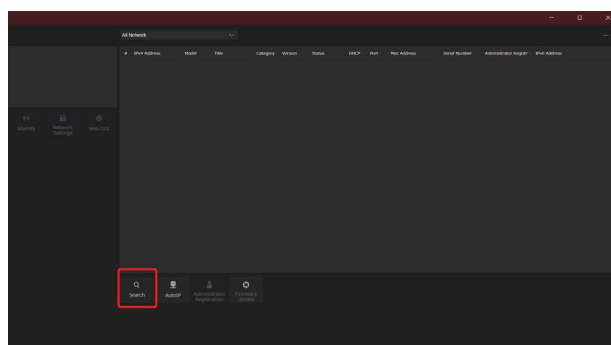 All Network
# IPv4 Address Model Title Category Version Status DHCP Port Mac Address Serial Number Administrator Registr IPv6 Address
Identify
Network
Settings
Web GUI
Search
AutoIP
Administrator
Registration
Firmware
Update